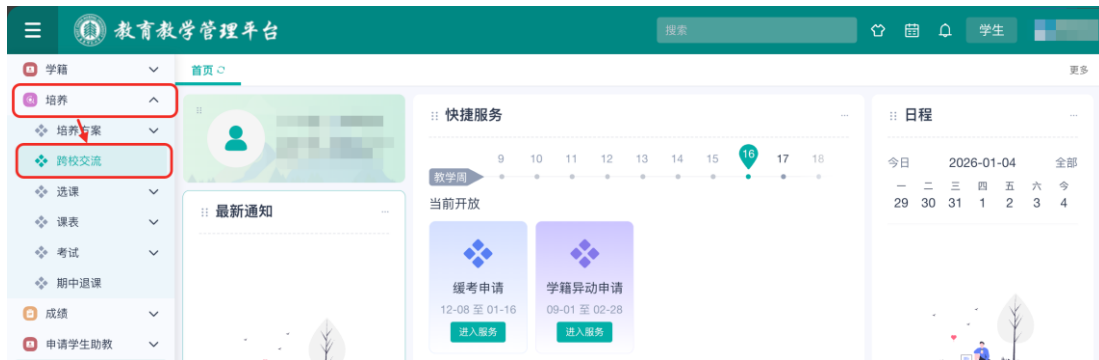 教育教学管理平台
搜索
学生
学籍
首页
更多
培养
培养方案
跨校交流
选课
课表
考试
期中退课
成绩
申请学生助教
最新通知
快捷服务
9 10 11 12 13 14 15 16 17 18
教学周
当前开放
缓考申请
12-08 至 01-16
进入服务
学籍异动申请
09-01 至 02-28
进入服务
日程
今日 2026-01-04 全部
一 二 三 四 五 六 今
29 30 31 1 2 3 4